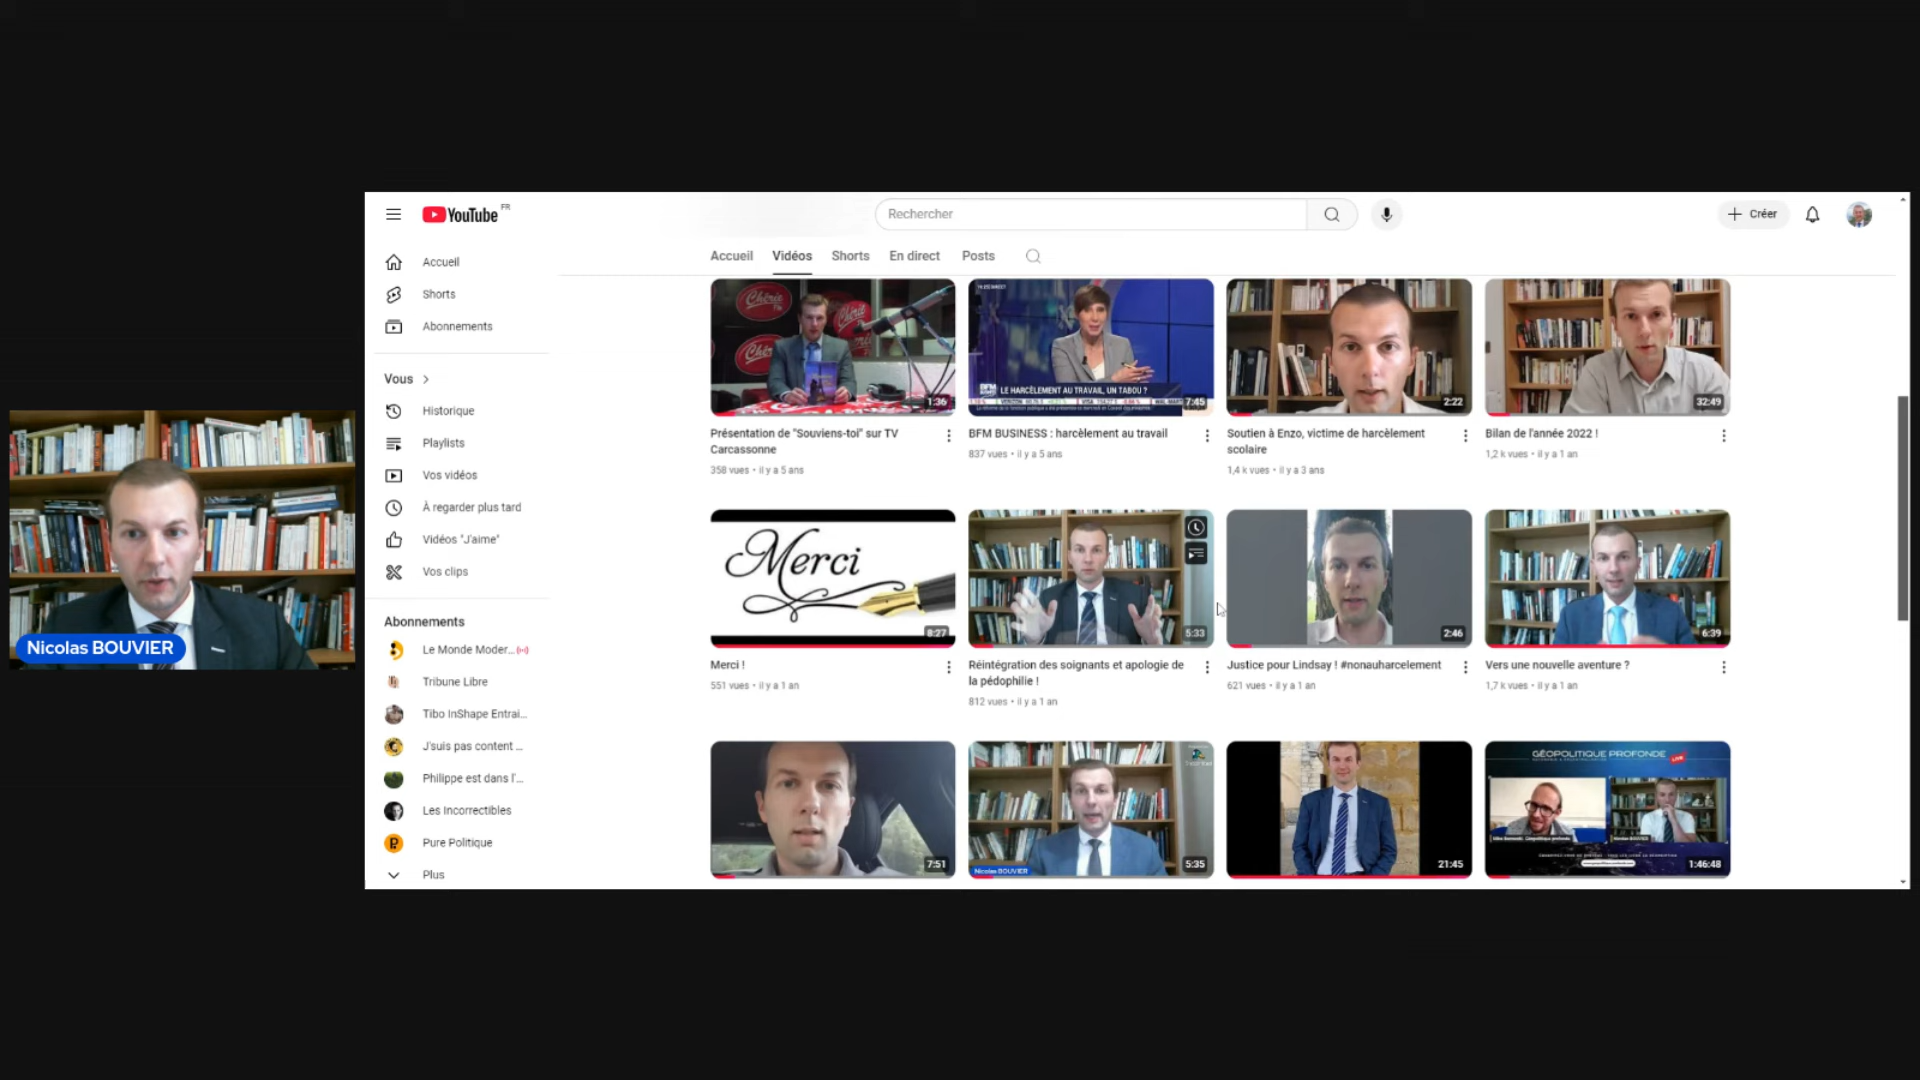 YouTube FR
Rechercher
Créer
Accueil
Shorts
Abonnements
Vous
Historique
Playlists
Vos vidéos
À regarder plus tard
Vidéos "J'aime"
Vos clips
Abonnements
Le Monde Moder...
Tribune Libre
Tibo InShape Entrai...
J'suis pas content ...
Philippe est dans l'...
Les Incorrectibles
Pure Politique
Plus
Nicolas BOUVIER
Accueil Vidéos Shorts En direct Posts
Chérie
FM
Chérie
Chérie
1:36
Présentation de "Souviens-toi" sur TV
Carcassonne
358 vues • il y a 5 ans
BFM
BUSINESS
LE HARCÈLEMENT AU TRAVAIL, UN TABOU ?
7:45
BFM BUSINESS : harcèlement au travail
837 vues • il y a 5 ans
2:22
Soutien à Enzo, victime de harcèlement
scolaire
1,4 k vues • il y a 3 ans
32:49
Bilan de l'année 2022 !
1,2 k vues • il y a 1 an
Merci
8:27
Merci !
551 vues • il y a 1 an
5:33
Réintégration des soignants et apologie de
la pédophilie !
812 vues • il y a 1 an
2:46
Justice pour Lindsay ! #nonauharcelement
621 vues • il y a 1 an
6:39
Vers une nouvelle aventure ?
1,7 k vues • il y a 1 an
7:51
Nicolas BOUVIER
5:35
21:45
GÉOPOLITIQUE PROFONDE
LIVE
1:46:48